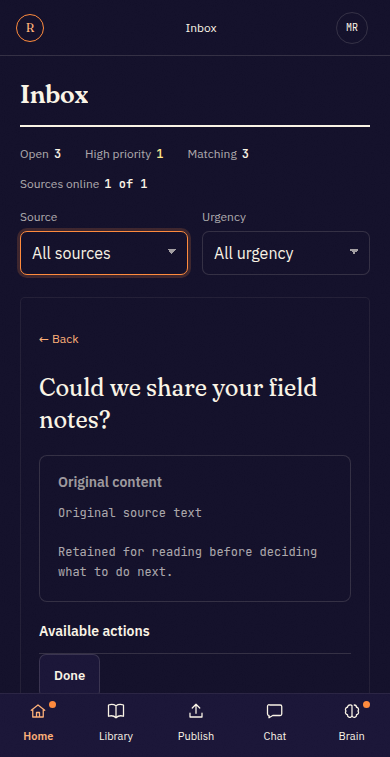 R
Inbox
MR
Inbox
Open 3 High priority 1 Matching 3
Sources online 1 of 1
Source Urgency
All sources All urgency
← Back
Could we share your field
notes?
Original content
Original source text
Retained for reading before deciding
what to do next.
Available actions
Done
Home Library Publish Chat Brain